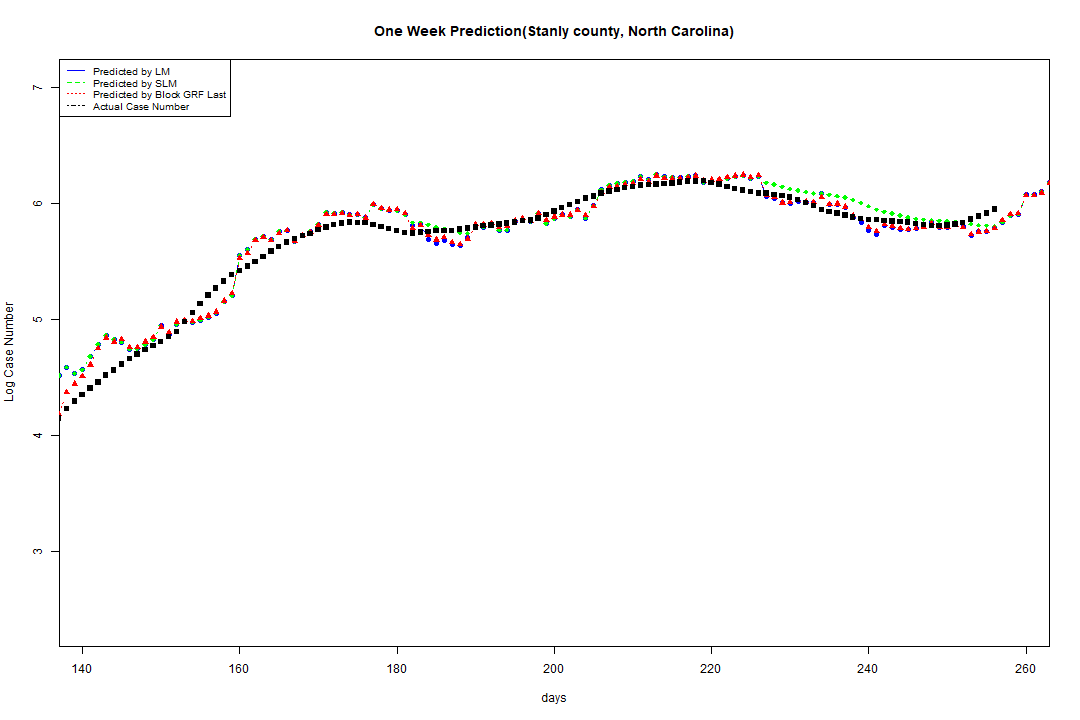 One Week Prediction(Stanly county, North Carolina)
Predicted by LM
Predicted by SLM
Predicted by Block GRF Last
Actual Case Number
7
6
5
4
3
Log Case Number
140 160 180 200 220 240 260
days